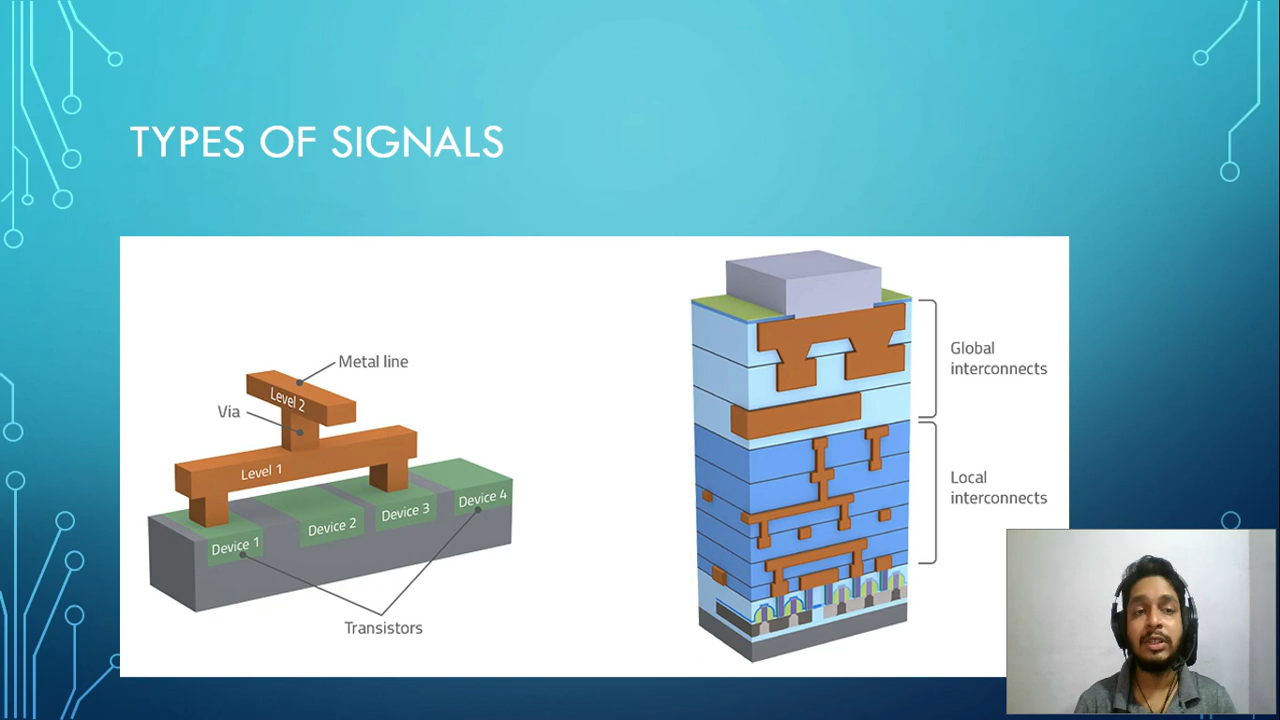 TYPES OF SIGNALS
Metal line
Level 2
Via
Level 1
Device 1
Device 2
Device 3
Device 4
Transistors
Global
interconnects
Local
interconnects